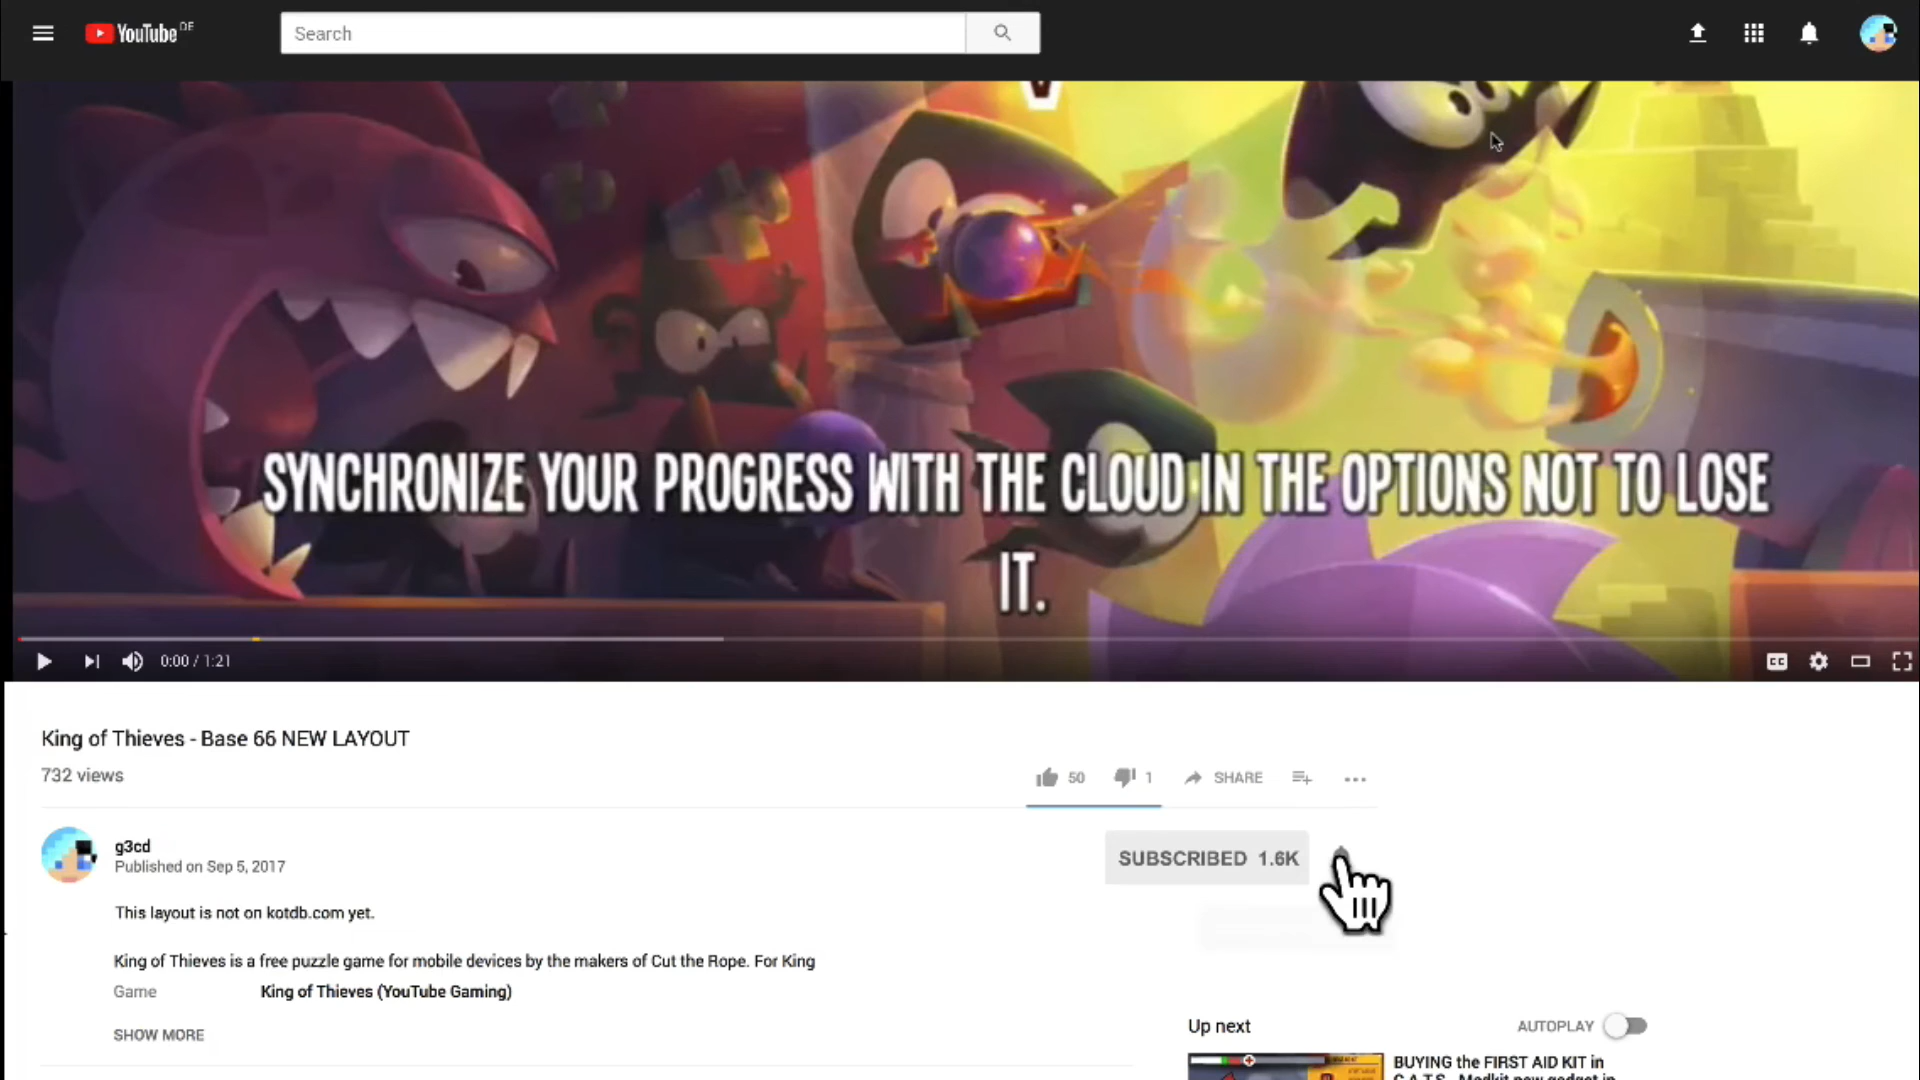 YouTube DE
Search
SYNCHRONIZE YOUR PROGRESS WITH THE CLOUD IN THE OPTIONS NOT TO LOSE
IT.
0:00 / 1:21
CC
King of Thieves - Base 66 NEW LAYOUT
732 views
50
1
SHARE
g3cd
Published on Sep 5, 2017
SUBSCRIBED 1.6K
This layout is not on kotdb.com yet.
King of Thieves is a free puzzle game for mobile devices by the makers of Cut the Rope. For King
Game King of Thieves (YouTube Gaming)
SHOW MORE
Up next
AUTOPLAY
BUYING the FIRST AID KIT in